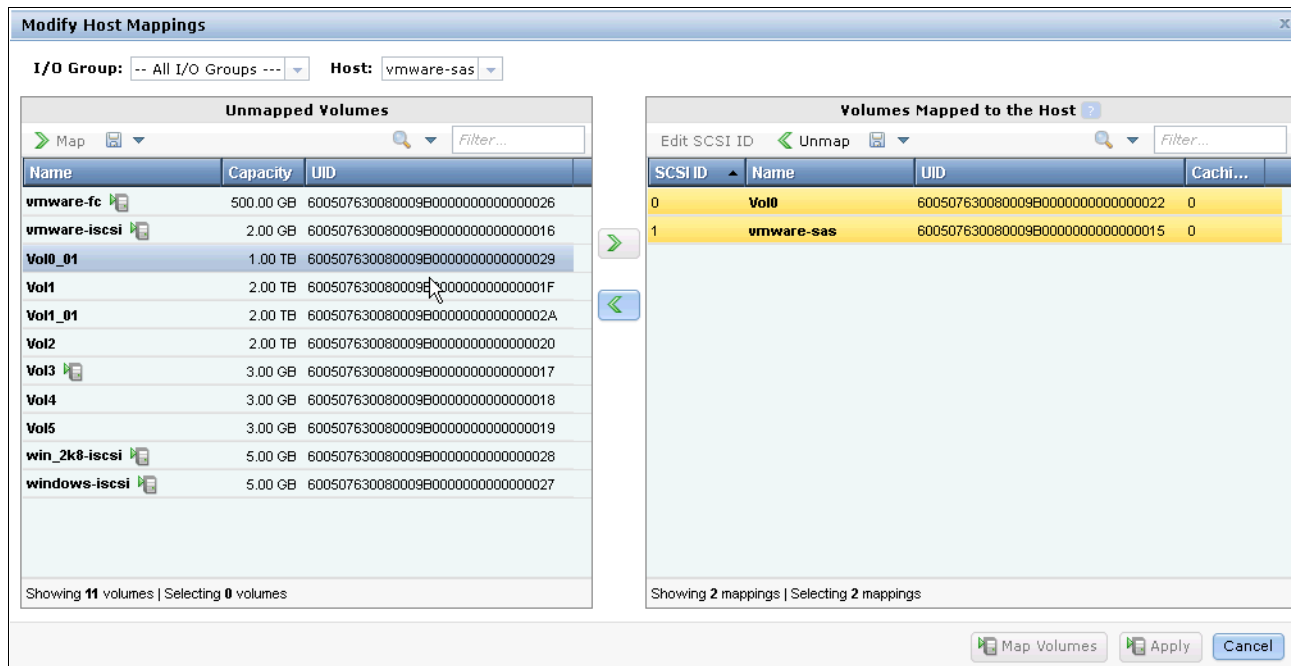 Modify Host Mappings x
I/O Group: -- All I/O Groups --- Host: vmware-sas
Unmapped Volumes
Map Filter...
Name Capacity UID
vmware-fc 500.00 GB 600507630080009B0000000000000026
vmware-iscsi 2.00 GB 600507630080009B0000000000000016
Vol0_01 1.00 TB 600507630080009B0000000000000029
Vol1 2.00 TB 600507630080009B000000000000001F
Vol1_01 2.00 TB 600507630080009B000000000000002A
Vol2 2.00 TB 600507630080009B0000000000000020
Vol3 3.00 GB 600507630080009B0000000000000017
Vol4 3.00 GB 600507630080009B0000000000000018
Vol5 3.00 GB 600507630080009B0000000000000019
win_2k8-iscsi 5.00 GB 600507630080009B0000000000000028
windows-iscsi 5.00 GB 600507630080009B0000000000000027
Showing 11 volumes | Selecting 0 volumes
Volumes Mapped to the Host ?
Edit SCSI ID Unmap Filter...
SCSI ID Name UID Cachi...
0 Vol0 600507630080009B0000000000000022 0
1 vmware-sas 600507630080009B0000000000000015 0
Showing 2 mappings | Selecting 2 mappings
Map Volumes Apply Cancel